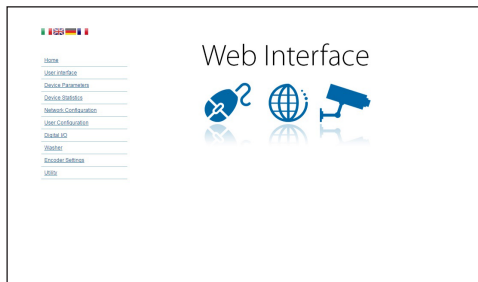 Web Interface
Home
User Interface
Device Parameters
Device Statistics
Network Configuration
User Configuration
Digital I/O
Washer
Encoder Settings
Utility